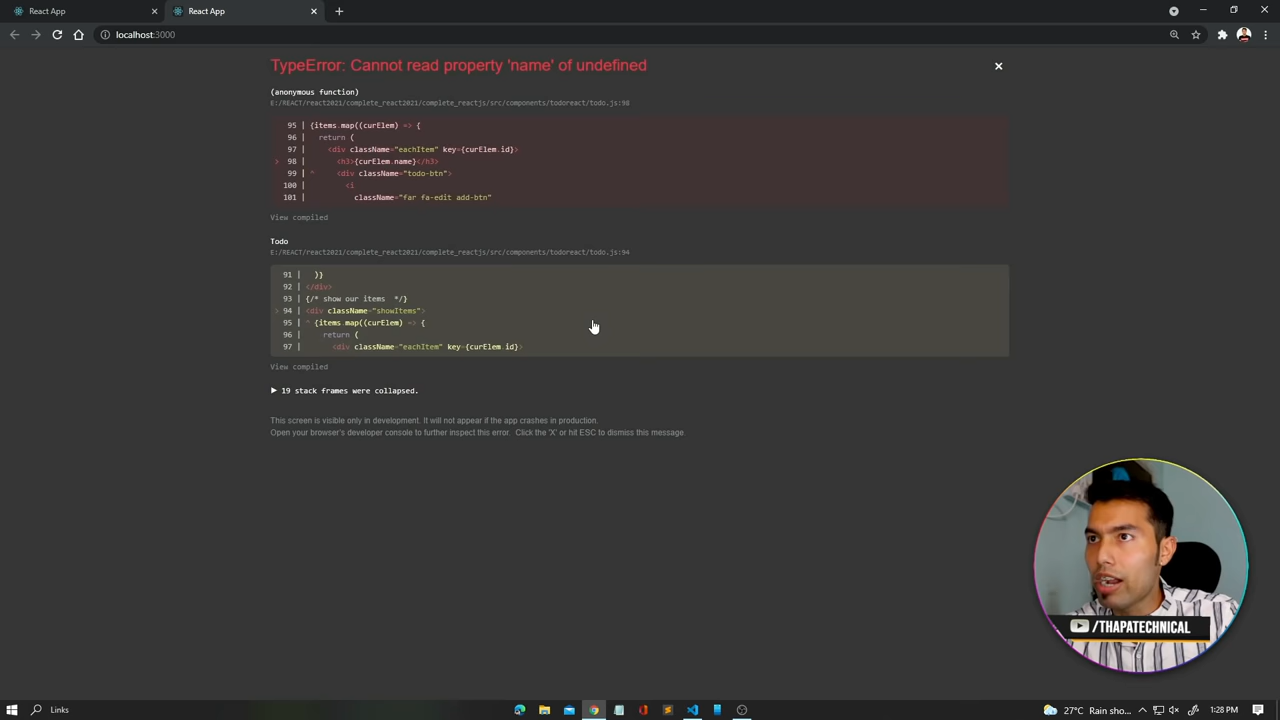 React App
React App
localhost:3000
TypeError: Cannot read property 'name' of undefined
(anonymous function)
E:/REACT/react2021/complete_react2021/complete_reactjs/src/components/todoreact/todo.js:98
95 | {items.map((curElem) => {
96 | return (
97 | <div className="eachItem" key={curElem.id}>
> 98 | <h3>{curElem.name}</h3>
99 | ^ <div className="todo-btn">
100 | <i
101 | className="far fa-edit add-btn"
View compiled
Todo
E:/REACT/react2021/complete_react2021/complete_reactjs/src/components/todoreact/todo.js:94
91 | }}
92 | </div>
93 | {/* show our items */}
> 94 | <div className="showItems">
95 | ^ {items.map((curElem) => {
96 | return (
97 | <div className="eachItem" key={curElem.id}>
View compiled
▶ 19 stack frames were collapsed.
This screen is visible only in development. It will not appear if the app crashes in production.
Open your browser's developer console to further inspect this error. Click the 'X' or hit ESC to dismiss this message.
/THAPATECHNICAL
Links
27°C Rain sho...
1:28 PM